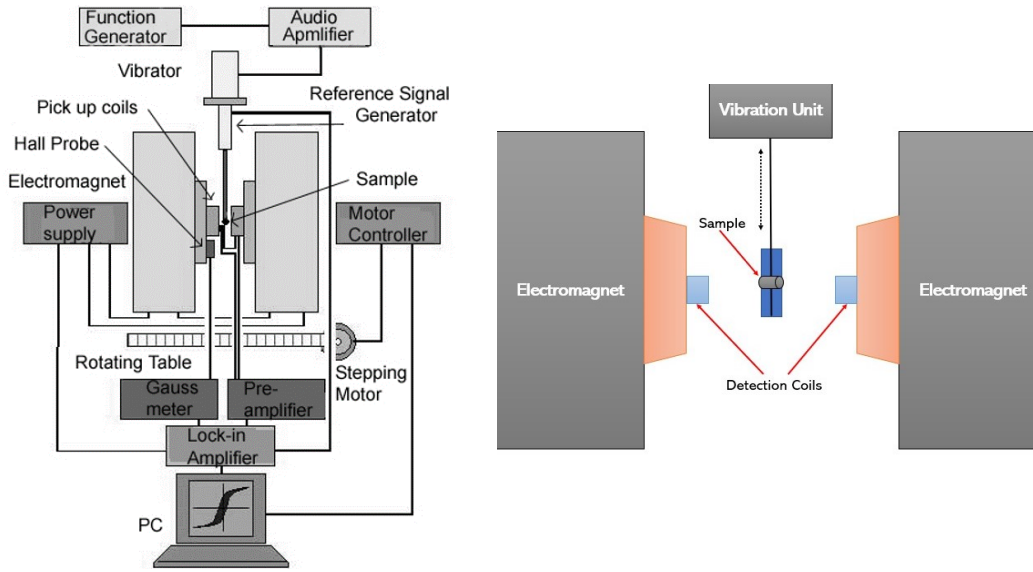 Function
Generator
Audio
Apmlifier
Vibrator
Reference Signal
Generator
Pick up coils
Hall Probe
Electromagnet
Sample
Power
supply
Motor
Controller
Rotating Table
Stepping
Motor
Gauss
meter
Pre-
amplifier
Lock-in
Amplifier
PC
Vibration Unit
Sample
Electromagnet
Electromagnet
Detection Coils